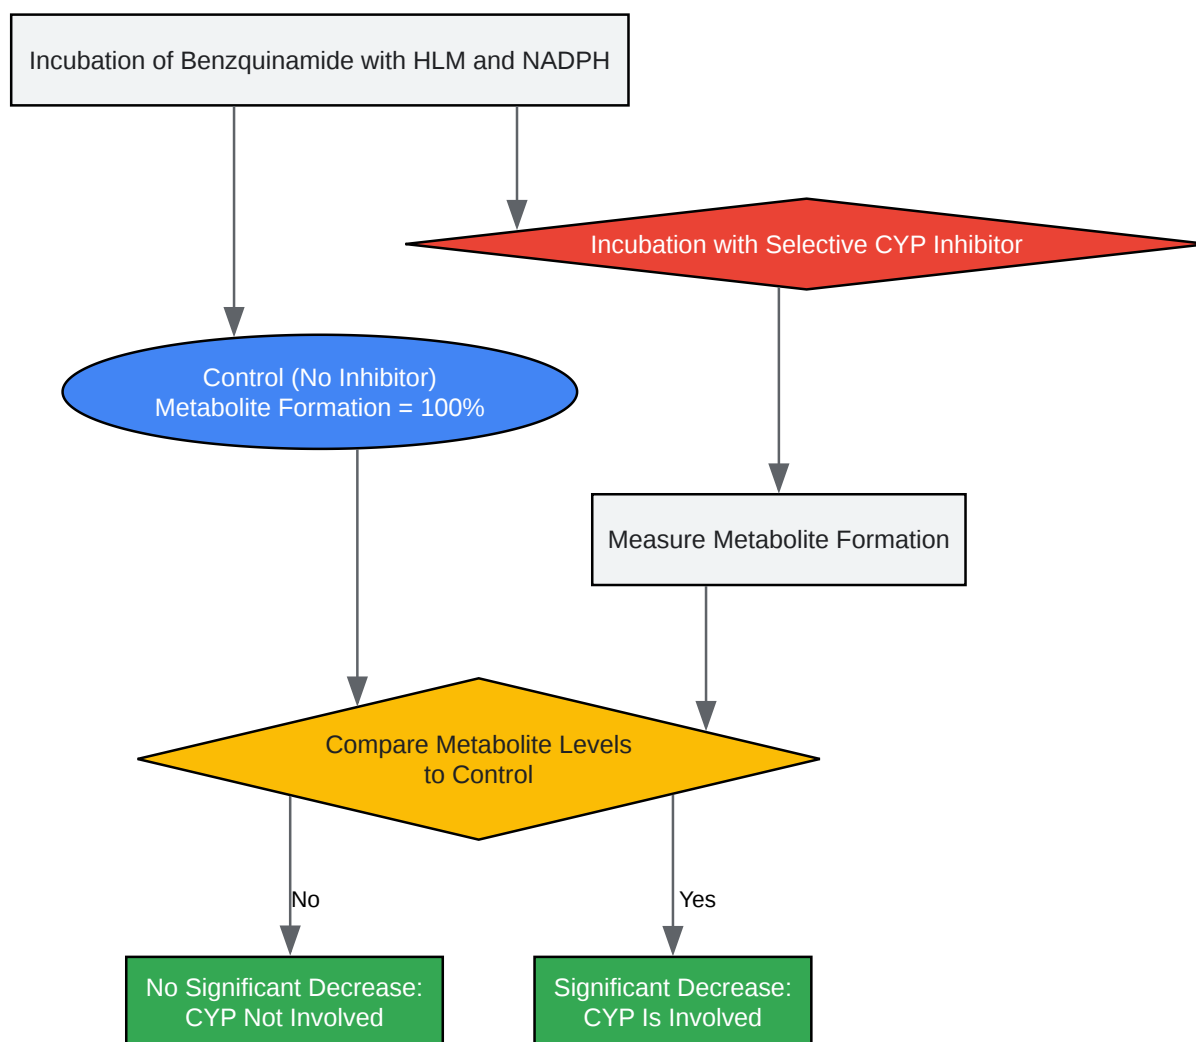 Incubation of Benzquinamide with HLM and NADPH
Incubation with Selective CYP Inhibitor
Control (No Inhibitor)
Metabolite Formation = 100%
Measure Metabolite Formation
Compare Metabolite Levels
to Control
No
Yes
No Significant Decrease:
CYP Not Involved
Significant Decrease:
CYP Is Involved